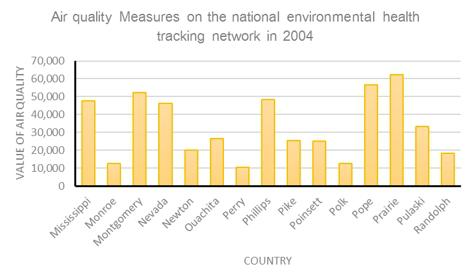 Air quality Measures on the national environmental health
tracking network in 2004
VALUE OF AIR QUALITY
70,000
60,000
50,000
40,000
30,000
20,000
10,000
0
Mississippi
Monroe
Montgomery
Nevada
Newton
Ouachita
Perry
Phillips
Pike
Poinsett
Polk
Pope
Prairie
Pulaski
Randolph
COUNTRY